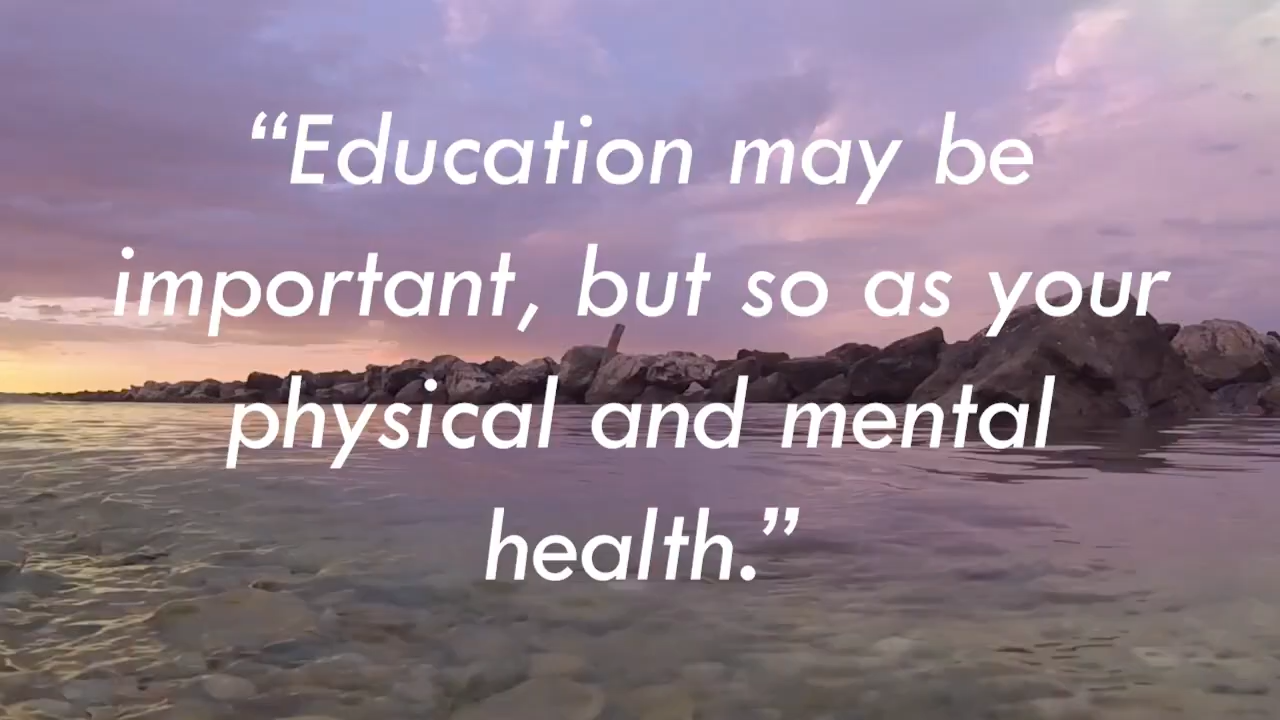 “Education may be
important, but so as your
physical and mental
health.”